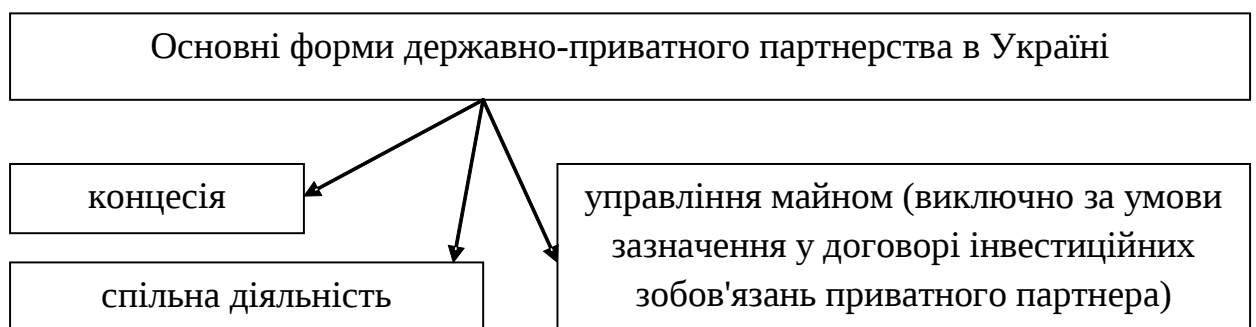 Основні форми державно-приватного партнерства в Україні
концесія
спільна діяльність
управління майном (виключно за умови
зазначення у договорі інвестиційних
зобов'язань приватного партнера)